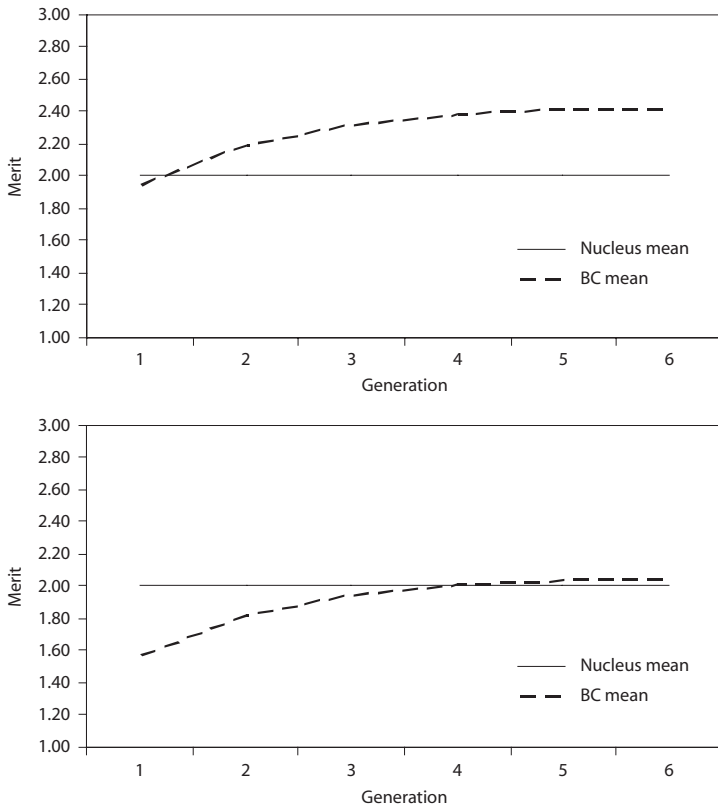 3.00
2.80
2.60
2.40
2.20
2.00
1.80
1.60
1.40
1.20
1.00
Merit
Nucleus mean
BC mean
1 2 3 4 5 6
Generation
3.00
2.80
2.60
2.40
2.20
2.00
1.80
1.60
1.40
1.20
1.00
Merit
Nucleus mean
BC mean
1 2 3 4 5 6
Generation